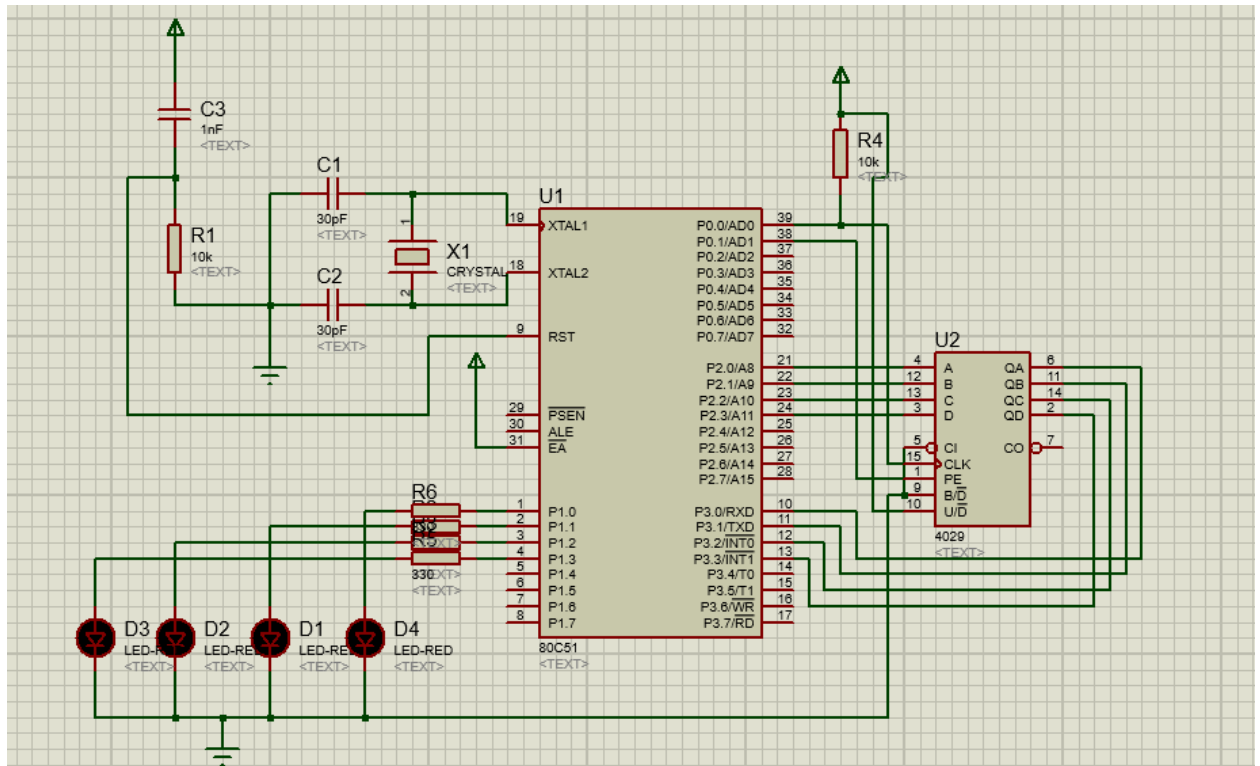 C3
1nF
<TEXT>
R1
10k
<TEXT>
C1
30pF
<TEXT>
C2
30pF
<TEXT>
1
2
X1
CRYSTAL
<TEXT>
R4
10k
<TEXT>
U1
19 XTAL1
18 XTAL2
9 RST
29 PSEN
30 ALE
31 EA
1 P1.0
2 P1.1
3 P1.2
4 P1.3
5 P1.4
6 P1.5
7 P1.6
8 P1.7
P0.0/AD0 39
P0.1/AD1 38
P0.2/AD2 37
P0.3/AD3 36
P0.4/AD4 35
P0.5/AD5 34
P0.6/AD6 33
P0.7/AD7 32
P2.0/A8 21
P2.1/A9 22
P2.2/A10 23
P2.3/A11 24
P2.4/A12 25
P2.5/A13 26
P2.6/A14 27
P2.7/A15 28
P3.0/RXD 10
P3.1/TXD 11
P3.2/INT0 12
P3.3/INT1 13
P3.4/T0 14
P3.5/T1 15
P3.6/WR 16
P3.7/RD 17
80C51
<TEXT>
U2
4 A QA 6
12 B QB 11
13 C QC 14
3 D QD 2
5 CI CO 7
15 CLK
1 PE
9 B/D
10 U/D
4029
<TEXT>
R6
R5
330
<TEXT>
D3
<TEXT>
D2
LED-RE
<TEXT>
D1
LED-RE
<TEXT>
D4
LED-RED
<TEXT>